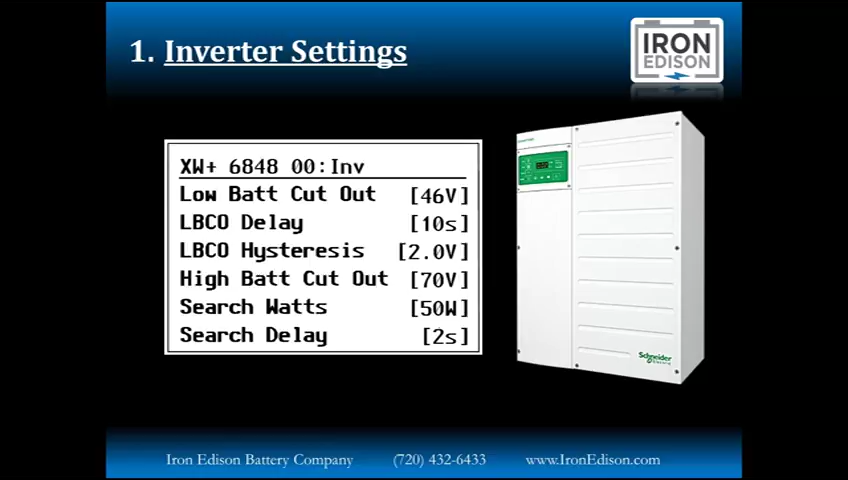 1. Inverter Settings
IRON
EDISON
XW+ 6848 00:Inv
Low Batt Cut Out [46V]
LBCO Delay [10s]
LBCO Hysteresis [2.0V]
High Batt Cut Out [70V]
Search Watts [50W]
Search Delay [2s]
Schneider
Electric
Iron Edison Battery Company (720) 432-6433 www.IronEdison.com